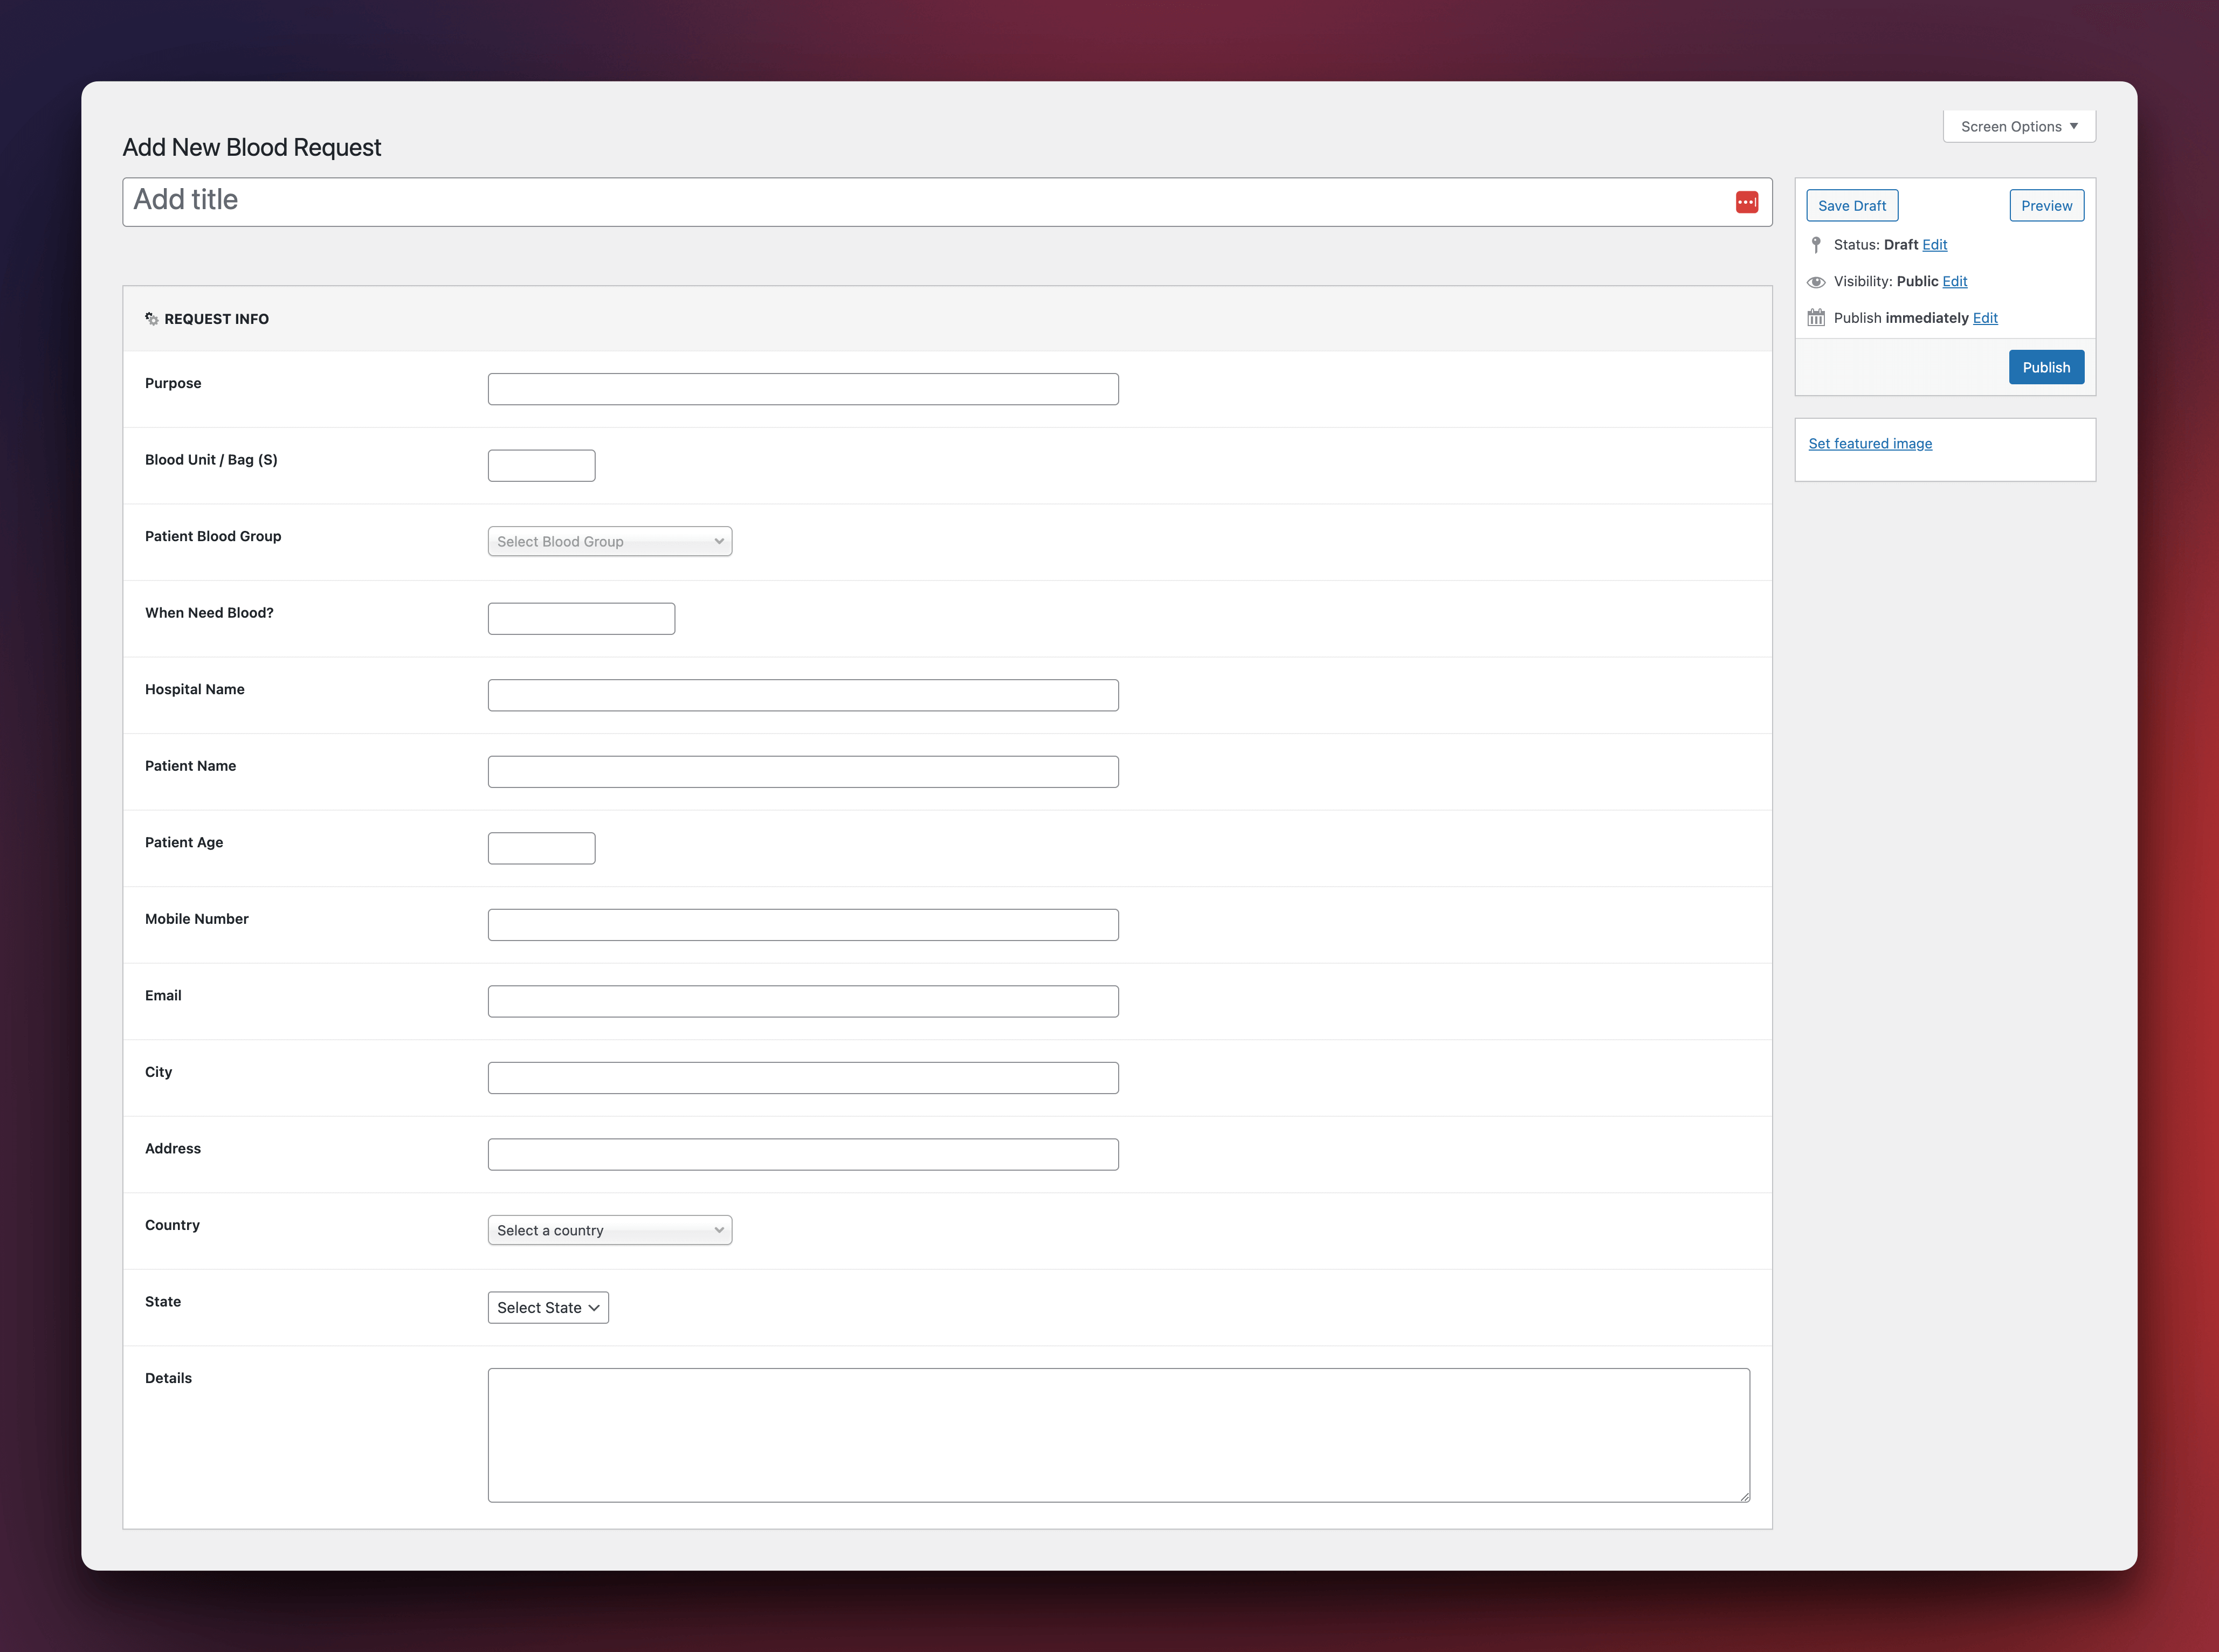 Screen Options ▼
Add New Blood Request
Add title
Save Draft
Preview
Status: Draft Edit
Visibility: Public Edit
Publish immediately Edit
Publish
Set featured image
REQUEST INFO
Purpose
Blood Unit / Bag (S)
Patient Blood Group
Select Blood Group
When Need Blood?
Hospital Name
Patient Name
Patient Age
Mobile Number
Email
City
Address
Country
Select a country
State
Select State
Details